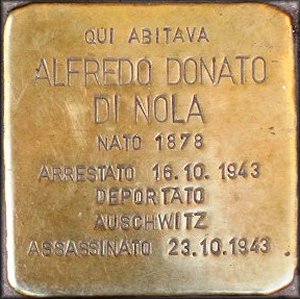 QUI ABITAVA
ALFREDO DONATO
DI NOLA
NATO 1878
ARRESTATO 16.10.1943
DEPORTATO
AUSCHWITZ
ASSASSINATO 23.10.1943